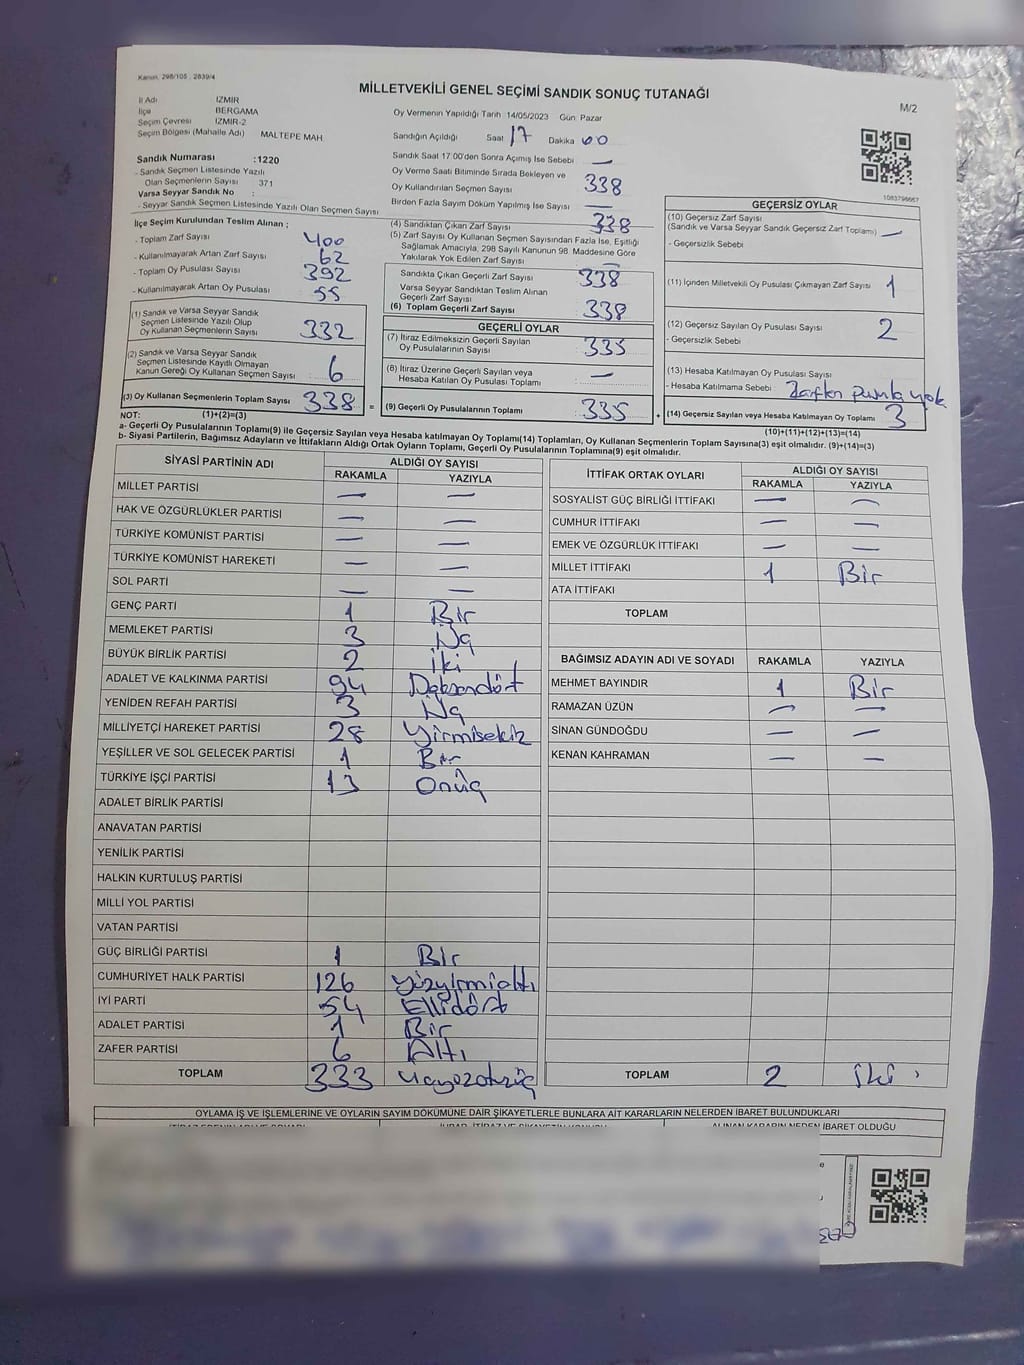 Kanun. 298/105 ; 2839/4
MİLLETVEKİLİ GENEL SEÇİMİ SANDIK SONUÇ TUTANAĞI
M/2
İl Adı İZMİR
İlçe BERGAMA
Seçim Çevresi İZMİR-2
Seçim Bölgesi (Mahalle Adı) MALTEPE MAH
Oy Vermenin Yapıldığı Tarih 14/05/2023 Gün: Pazar
Sandığın Açıldığı Saat 17 Dakika 00
Sandık Saat 17:00'den Sonra Açımış İse Sebebi —
Oy Verme Saati Bitiminde Sırada Bekleyen ve
Oy Kullandırılan Seçmen Sayısı 338
Birden Fazla Sayım Döküm Yapılmış İse Sayısı —
Sandık Numarası :1220
- Sandık Seçmen Listesinde Yazılı
Olan Seçmenlerin Sayısı 371
Varsa Seyyar Sandık No :
- Seyyar Sandık Seçmen Listesinde Yazılı Olan Seçmen Sayısı
1083798667
İlçe Seçim Kurulundan Teslim Alınan ;
- Toplam Zarf Sayısı 400
- Kullanılmayarak Artan Zarf Sayısı 62
- Toplam Oy Pusulası Sayısı 392
- Kullanılmayarak Artan Oy Pusulası 55
(1) Sandık ve Varsa Seyyar Sandık
Seçmen Listesinde Yazılı Olup
Oy Kullanan Seçmenlerin Sayısı 332
(2) Sandık ve Varsa Seyyar Sandık
Seçmen Listesinde Kayıtlı Olmayan
Kanun Gereği Oy Kullanan Seçmen Sayısı : 6
(3) Oy Kullanan Seçmenlerin Toplam Sayısı 338
(4) Sandıktan Çıkan Zarf Sayısı 338
(5) Zarf Sayısı Oy Kullanan Seçmen Sayısından Fazla İse, Eşitliği
Sağlamak Amacıyla, 298 Sayılı Kanunun 98. Maddesine Göre
Yakılarak Yok Edilen Zarf Sayısı —
Sandıkta Çıkan Geçerli Zarf Sayısı 338
Varsa Seyyar Sandıktan Teslim Alınan
Geçerli Zarf Sayısı
(6) Toplam Geçerli Zarf Sayısı 338
GEÇERLİ OYLAR
(7) İtiraz Edilmeksizin Geçerli Sayılan
Oy Pusulalarının Sayısı 335
(8) İtiraz Üzerine Geçerli Sayılan veya
Hesaba Katılan Oy Pusulası Toplamı —
= (9) Geçerli Oy Pusulalarının Toplamı 335
GEÇERSİZ OYLAR
(10) Geçersiz Zarf Sayısı
(Sandık ve Varsa Seyyar Sandık Geçersiz Zarf Toplamı) —
- Geçersizlik Sebebi
(11) İçinden Milletvekili Oy Pusulası Çıkmayan Zarf Sayısı 1
(12) Geçersiz Sayılan Oy Pusulası Sayısı 2
- Geçersizlik Sebebi
(13) Hesaba Katılmayan Oy Pusulası Sayısı
- Hesaba Katılmama Sebebi :
+ (14) Geçersiz Sayılan veya Hesaba Katılmayan Oy Toplamı 3
NOT: (1)+(2)=(3)
(10)+(11)+(12)+(13)=(14)
a- Geçerli Oy Pusulaların Toplamı(9) ile Geçersiz Sayılan veya Hesaba katılmayan Oy Toplamı(14) Toplamları, Oy Kullanan Seçmenlerin Toplam Sayısına(3) eşit olmalıdır. (9)+(14)=(3)
b- Siyasi Partilerin, Bağımsız Adayların ve İttifakların Aldığı Ortak Oyların Toplamı, Geçerli Oy Pusulalarının Toplamına(9) eşit olmalıdır.
SİYASİ PARTİNİN ADI ALDIĞI OY SAYISI
RAKAMLA YAZIYLA
MİLLET PARTİSİ — —
HAK VE ÖZGÜRLÜKLER PARTİSİ — —
TÜRKİYE KOMÜNİST PARTİSİ — —
TÜRKİYE KOMÜNİST HAREKETİ — —
SOL PARTİ — —
GENÇ PARTİ 1 Bir
MEMLEKET PARTİSİ 3 Üç
BÜYÜK BİRLİK PARTİSİ 2 İki
ADALET VE KALKINMA PARTİSİ 94 Doksandört
YENİDEN REFAH PARTİSİ 3 Üç
MİLLİYETÇİ HAREKET PARTİSİ 28 Yirmisekiz
YEŞİLLER VE SOL GELECEK PARTİSİ 1 Bir
TÜRKİYE İŞÇİ PARTİSİ 13 Onüç
ADALET BİRLİK PARTİSİ
ANAVATAN PARTİSİ
YENİLİK PARTİSİ
HALKIN KURTULUŞ PARTİSİ
MİLLİ YOL PARTİSİ
VATAN PARTİSİ
GÜÇ BİRLİĞİ PARTİSİ 1 Bir
CUMHURİYET HALK PARTİSİ 126 yüzyirmialtı
İYİ PARTİ 54 Ellidört
ADALET PARTİSİ 1 Bir
ZAFER PARTİSİ 6 Altı
TOPLAM 333 üçyüzotuzüç
İTTİFAK ORTAK OYLARI ALDIĞI OY SAYISI
RAKAMLA YAZIYLA
SOSYALİST GÜÇ BİRLİĞİ İTTİFAKI — —
CUMHUR İTTİFAKI — —
EMEK VE ÖZGÜRLÜK İTTİFAKI — —
MİLLET İTTİFAKI 1 Bir
ATA İTTİFAKI
TOPLAM
BAĞIMSIZ ADAYIN ADI VE SOYADI RAKAMLA YAZIYLA
MEHMET BAYINDIR 1 Bir
RAMAZAN ÜZÜN — —
SİNAN GÜNDOĞDU — —
KENAN KAHRAMAN — —
TOPLAM 2 iki
OYLAMA İŞ VE İŞLEMLERİNE VE OYLARIN SAYIM DÖKÜMÜNE DAİR ŞİKAYETLERLE BUNLARA AİT KARARLARIN NELERDEN İBARET BULUNDUKLARI
ALINAN KARARIN NEDEN İBARET OLDUĞU